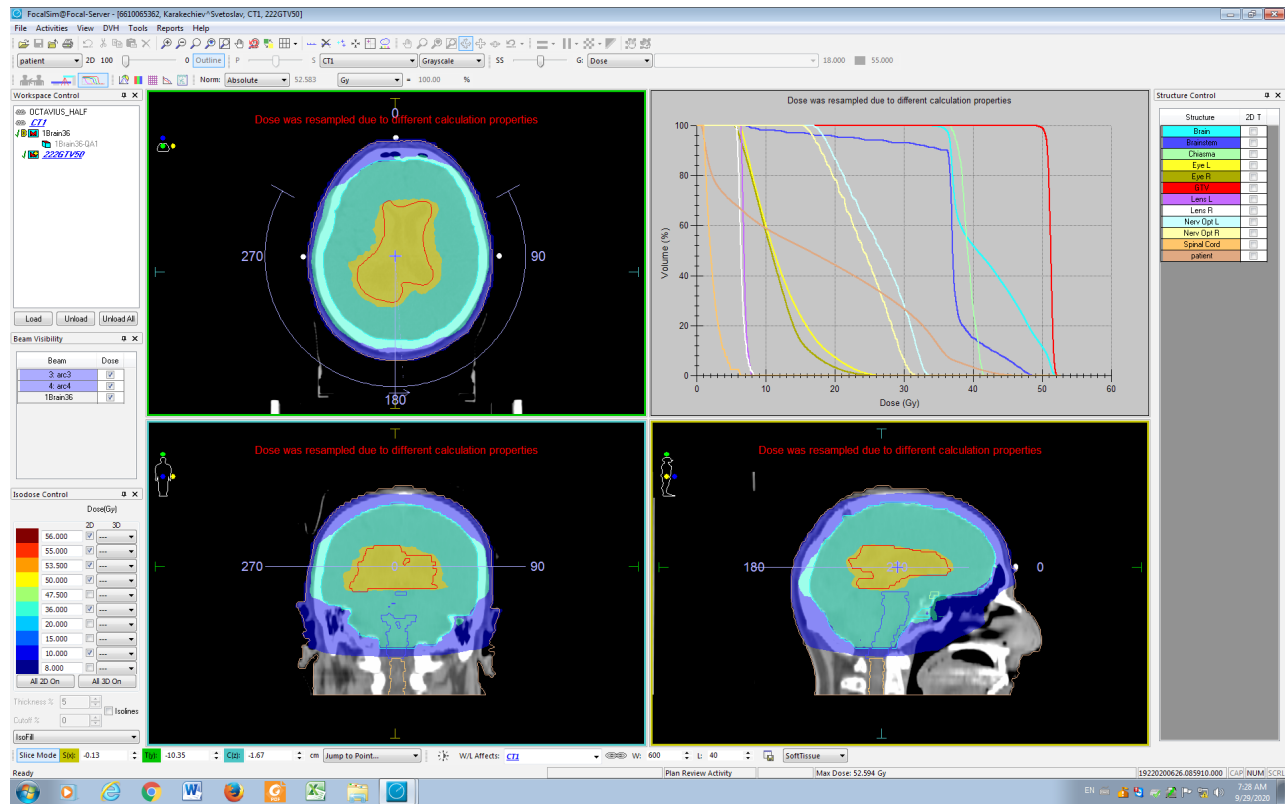 FocalSim@Focal-Server - [6610065362, Karakechiev^Svetoslav, CT1, 222GTV50]
File Activities View DVH Tools Reports Help
patient 2D 100 0 Outline P S CT1 Grayscale SS G: Dose 18.000 55.000
Norm: Absolute 52.583 Gy = 100.00 %
Workspace Control
OCTAVIUS_HALF
CT1
1Brain36
1Brain36-QA1
222GTV50
Load Unload Unload All
Beam Visibility
Beam Dose
3: arc3
4: arc4
1Brain36
Isodose Control
Dose(Gy)
2D 3D
56.000 ---
55.000 ---
53.500 ---
50.000 ---
47.500 ---
36.000 ---
20.000 ---
15.000 ---
10.000 ---
8.000 ---
All 2D On All 3D On
Thickness % 5
Isolines
Cutoff % 0
IsoFill
0
Dose was resampled due to different calculation properties
270 90
180
Dose was resampled due to different calculation properties
100
80
60
40
20
0
Volume (%)
0 10 20 30 40 50 60
Dose (Gy)
Dose was resampled due to different calculation properties
270 0 90
Dose was resampled due to different calculation properties
180 0
Structure Control
Structure 2D T
Brain
Brainstem
Chiasma
Eye L
Eye R
GTV
Lens L
Lens R
Nerv Opt L
Nerv Opt R
Spinal Cord
patient
Slice Mode S(x): -0.13 T(y): -10.35 C(z): -1.67 cm Jump to Point... W/L Affects: CT1 W: 600 L: 40 SoftTissue
Ready Plan Review Activity Max Dose: 52.594 Gy 19220200626.085910.000 CAP NUM SCRL
EN 7:28 AM
9/29/2020